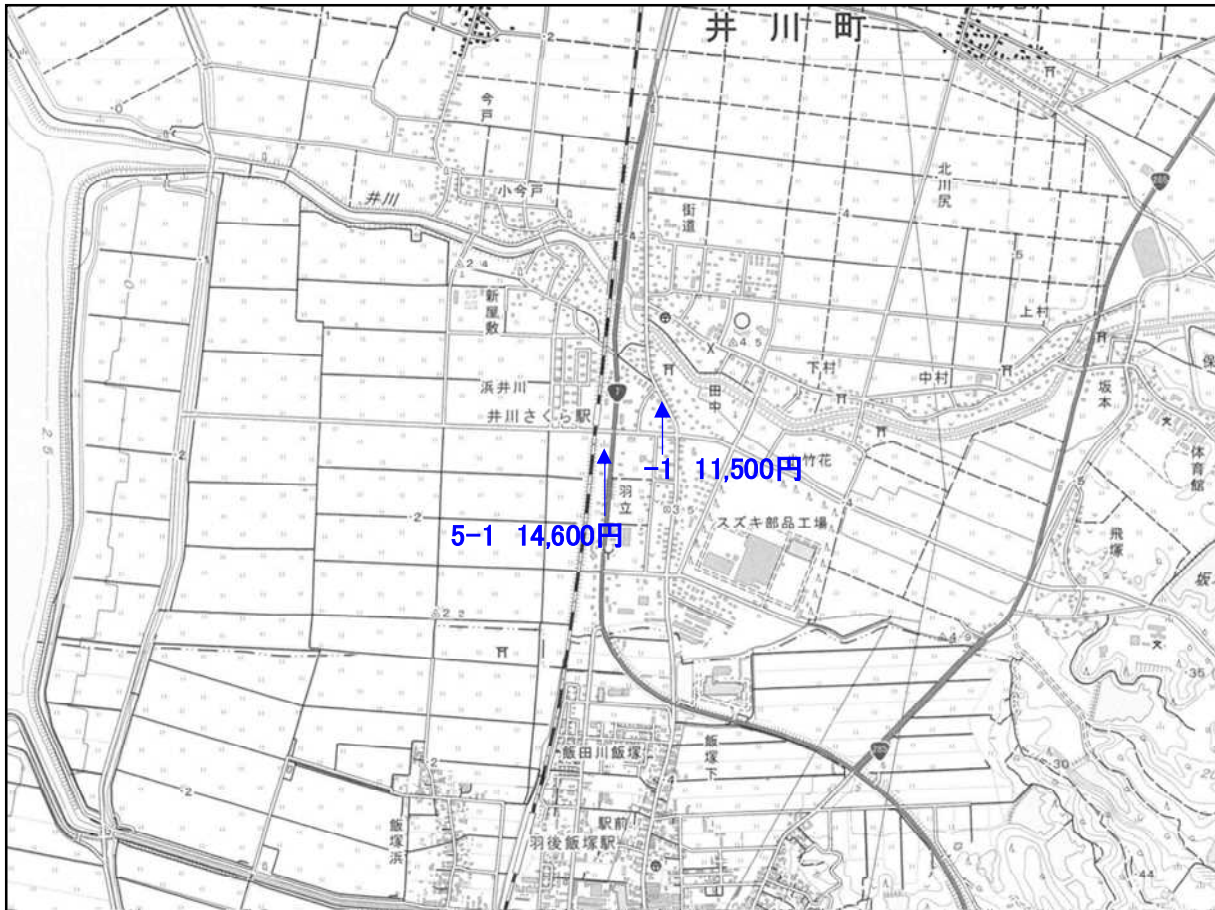 井川町
今戸
小今戸
井川
街道
北川尻
新屋敷
上村
下村
中村
田中
坂本
保
浜井川
井川さくら駅
7
体育館
-1 11,500円
竹花
羽立
5-1 14,600円
スズキ部品工場
飛塚
飯田川飯塚
飯塚下
飯塚浜
駅前
羽後飯塚駅
285
285